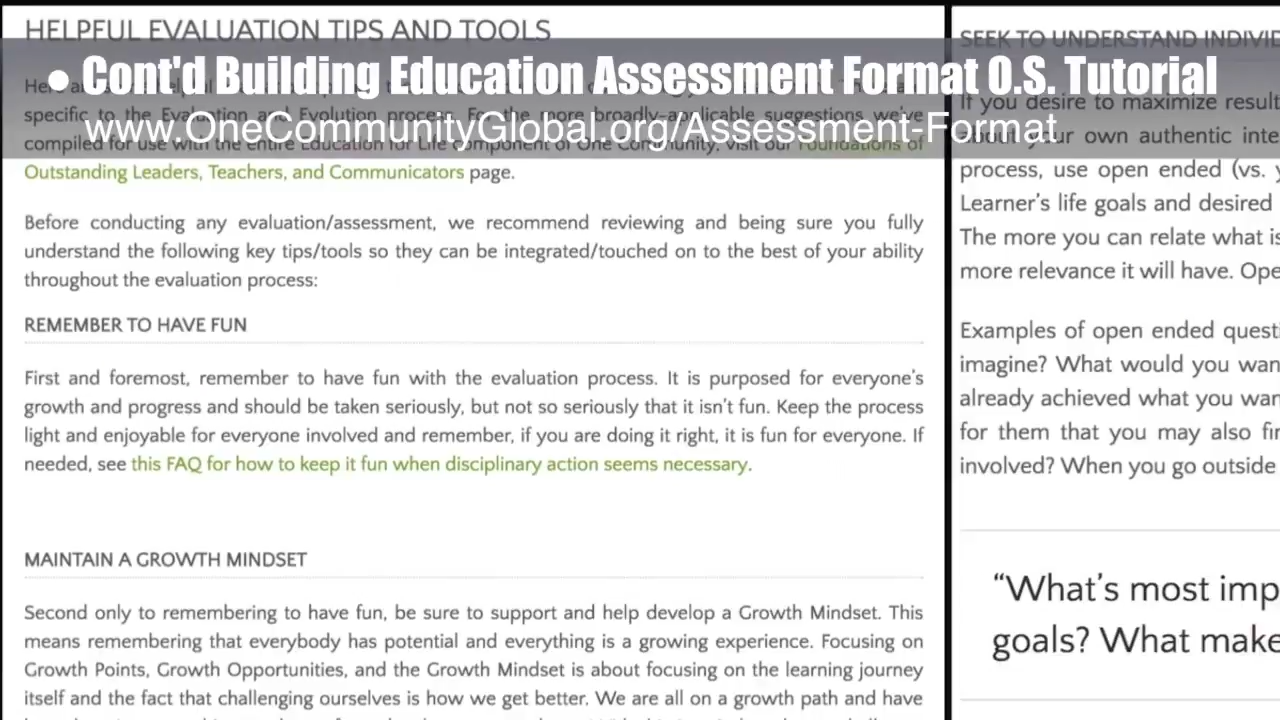 HELPFUL EVALUATION TIPS AND TOOLS
• Cont'd Building Education Assessment Format O.S. Tutorial
www.OneCommunityGlobal.org/Assessment-Format
specific to the Evaluation and Evolution process. For the more broadly-applicable suggestions we've
compiled for use with the entire Education for Life component of One Community, visit our Foundations of
Outstanding Leaders, Teachers, and Communicators page.
Before conducting any evaluation/assessment, we recommend reviewing and being sure you fully
understand the following key tips/tools so they can be integrated/touched on to the best of your ability
throughout the evaluation process:
REMEMBER TO HAVE FUN
First and foremost, remember to have fun with the evaluation process. It is purposed for everyone's
growth and progress and should be taken seriously, but not so seriously that it isn't fun. Keep the process
light and enjoyable for everyone involved and remember, if you are doing it right, it is fun for everyone. If
needed, see this FAQ for how to keep it fun when disciplinary action seems necessary.
MAINTAIN A GROWTH MINDSET
Second only to remembering to have fun, be sure to support and help develop a Growth Mindset. This
means remembering that everybody has potential and everything is a growing experience. Focusing on
Growth Points, Growth Opportunities, and the Growth Mindset is about focusing on the learning journey
itself and the fact that challenging ourselves is how we get better. We are all on a growth path and have
SEEK TO UNDERSTAND INDIVID
If you desire to maximize result
about your own authentic inte
process, use open ended (vs. y
Learner's life goals and desired
The more you can relate what is
more relevance it will have. Ope
Examples of open ended questi
imagine? What would you wan
already achieved what you wan
for them that you may also fin
involved? When you go outside
"What's most imp
goals? What make